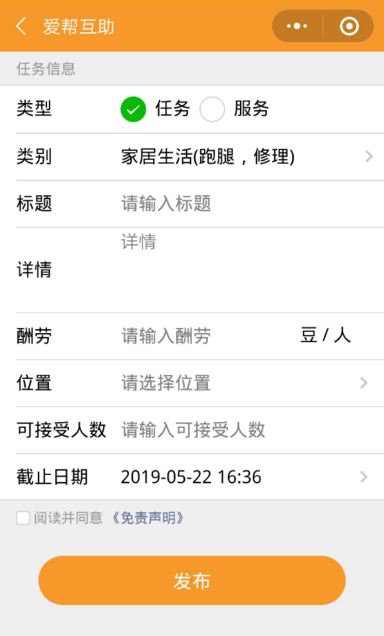 爱帮互助
任务信息
类型 任务 服务
类别 家居生活(跑腿，修理)
标题 请输入标题
详情 详情
酬劳 请输入酬劳 豆/人
位置 请选择位置
可接受人数 请输入可接受人数
截止日期 2019-05-22 16:36
阅读并同意《免责声明》
发布